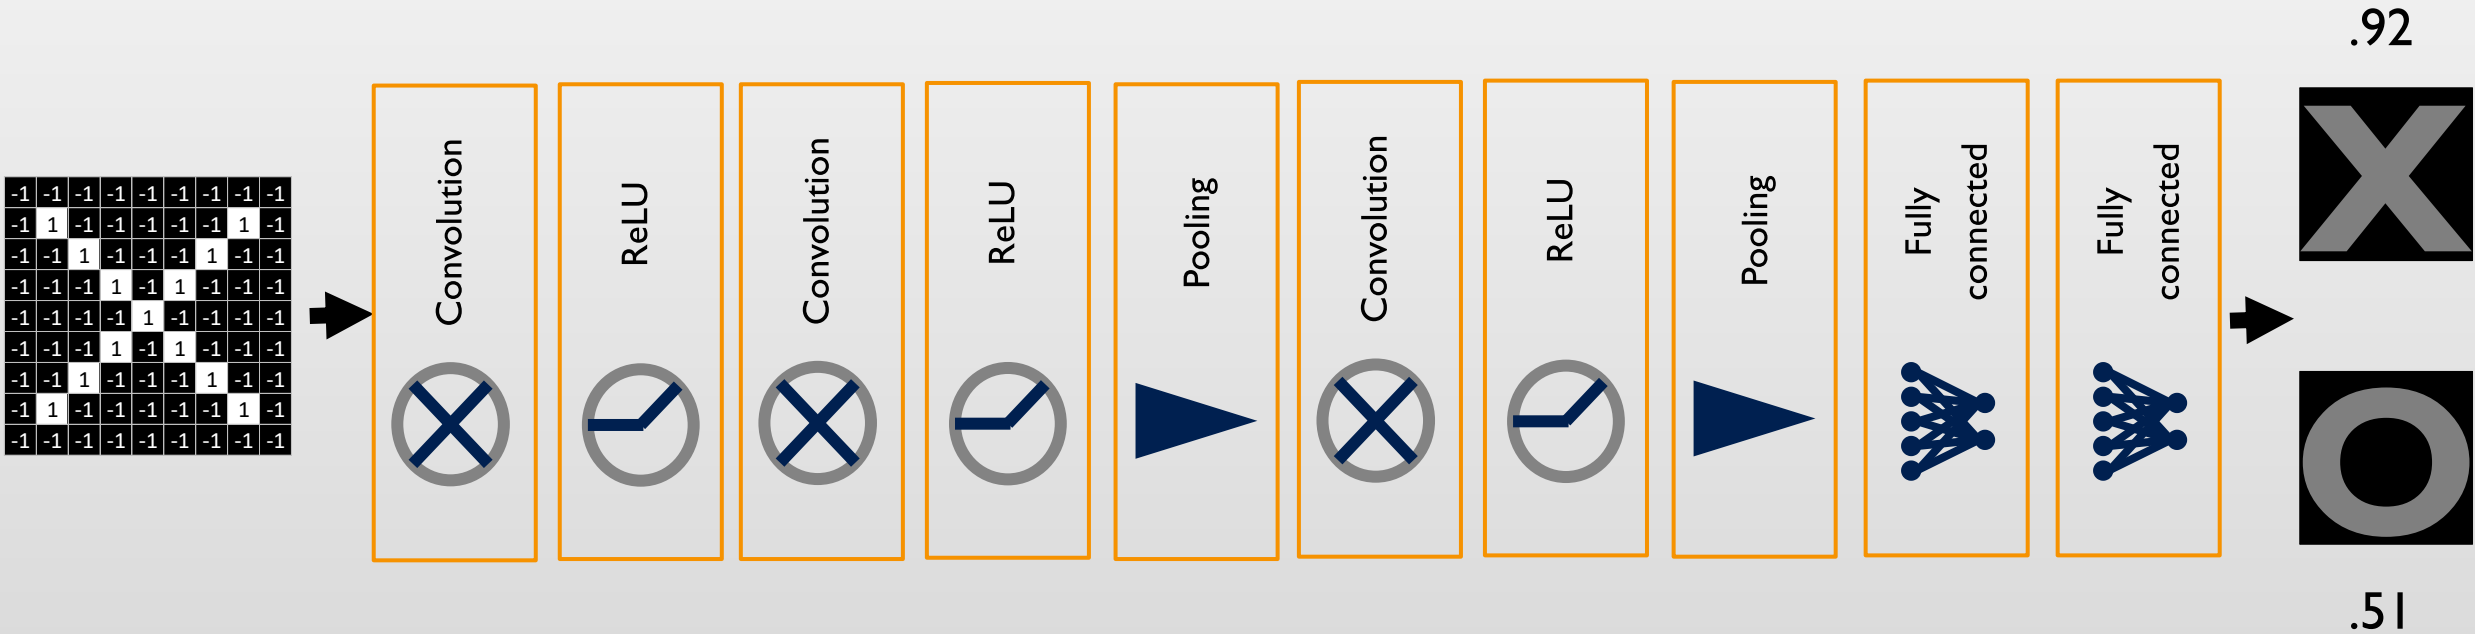 .92
-1 -1 -1 -1 -1 -1 -1 -1 -1
-1 1 -1 -1 -1 -1 -1 1 -1
-1 -1 1 -1 -1 -1 1 -1 -1
-1 -1 -1 1 -1 1 -1 -1 -1
-1 -1 -1 -1 1 -1 -1 -1 -1
-1 -1 -1 1 -1 1 -1 -1 -1
-1 -1 1 -1 -1 -1 1 -1 -1
-1 1 -1 -1 -1 -1 -1 1 -1
-1 -1 -1 -1 -1 -1 -1 -1 -1
Convolution
ReLU
Convolution
ReLU
Pooling
Convolution
ReLU
Pooling
Fully
connected
Fully
connected
X
O
.51